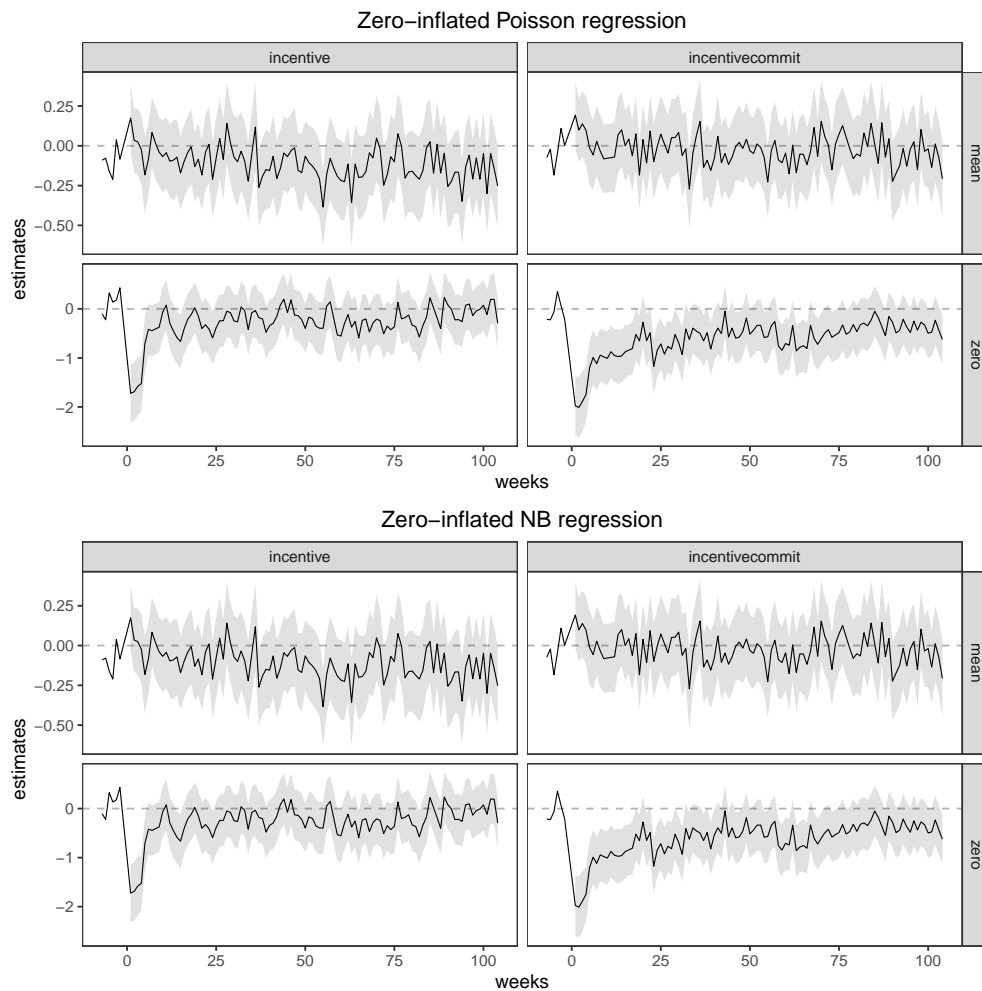 Zero−inflated Poisson regression
incentive
incentivecommit
0.25
0.00
−0.25
−0.50
mean
0
−1
−2
zero
estimates
0
25
50
75
100
0
25
50
75
100
weeks
weeks
Zero−inflated NB regression
incentive
incentivecommit
0.25
0.00
−0.25
−0.50
mean
0
−1
−2
zero
estimates
0
25
50
75
100
0
25
50
75
100
weeks
weeks